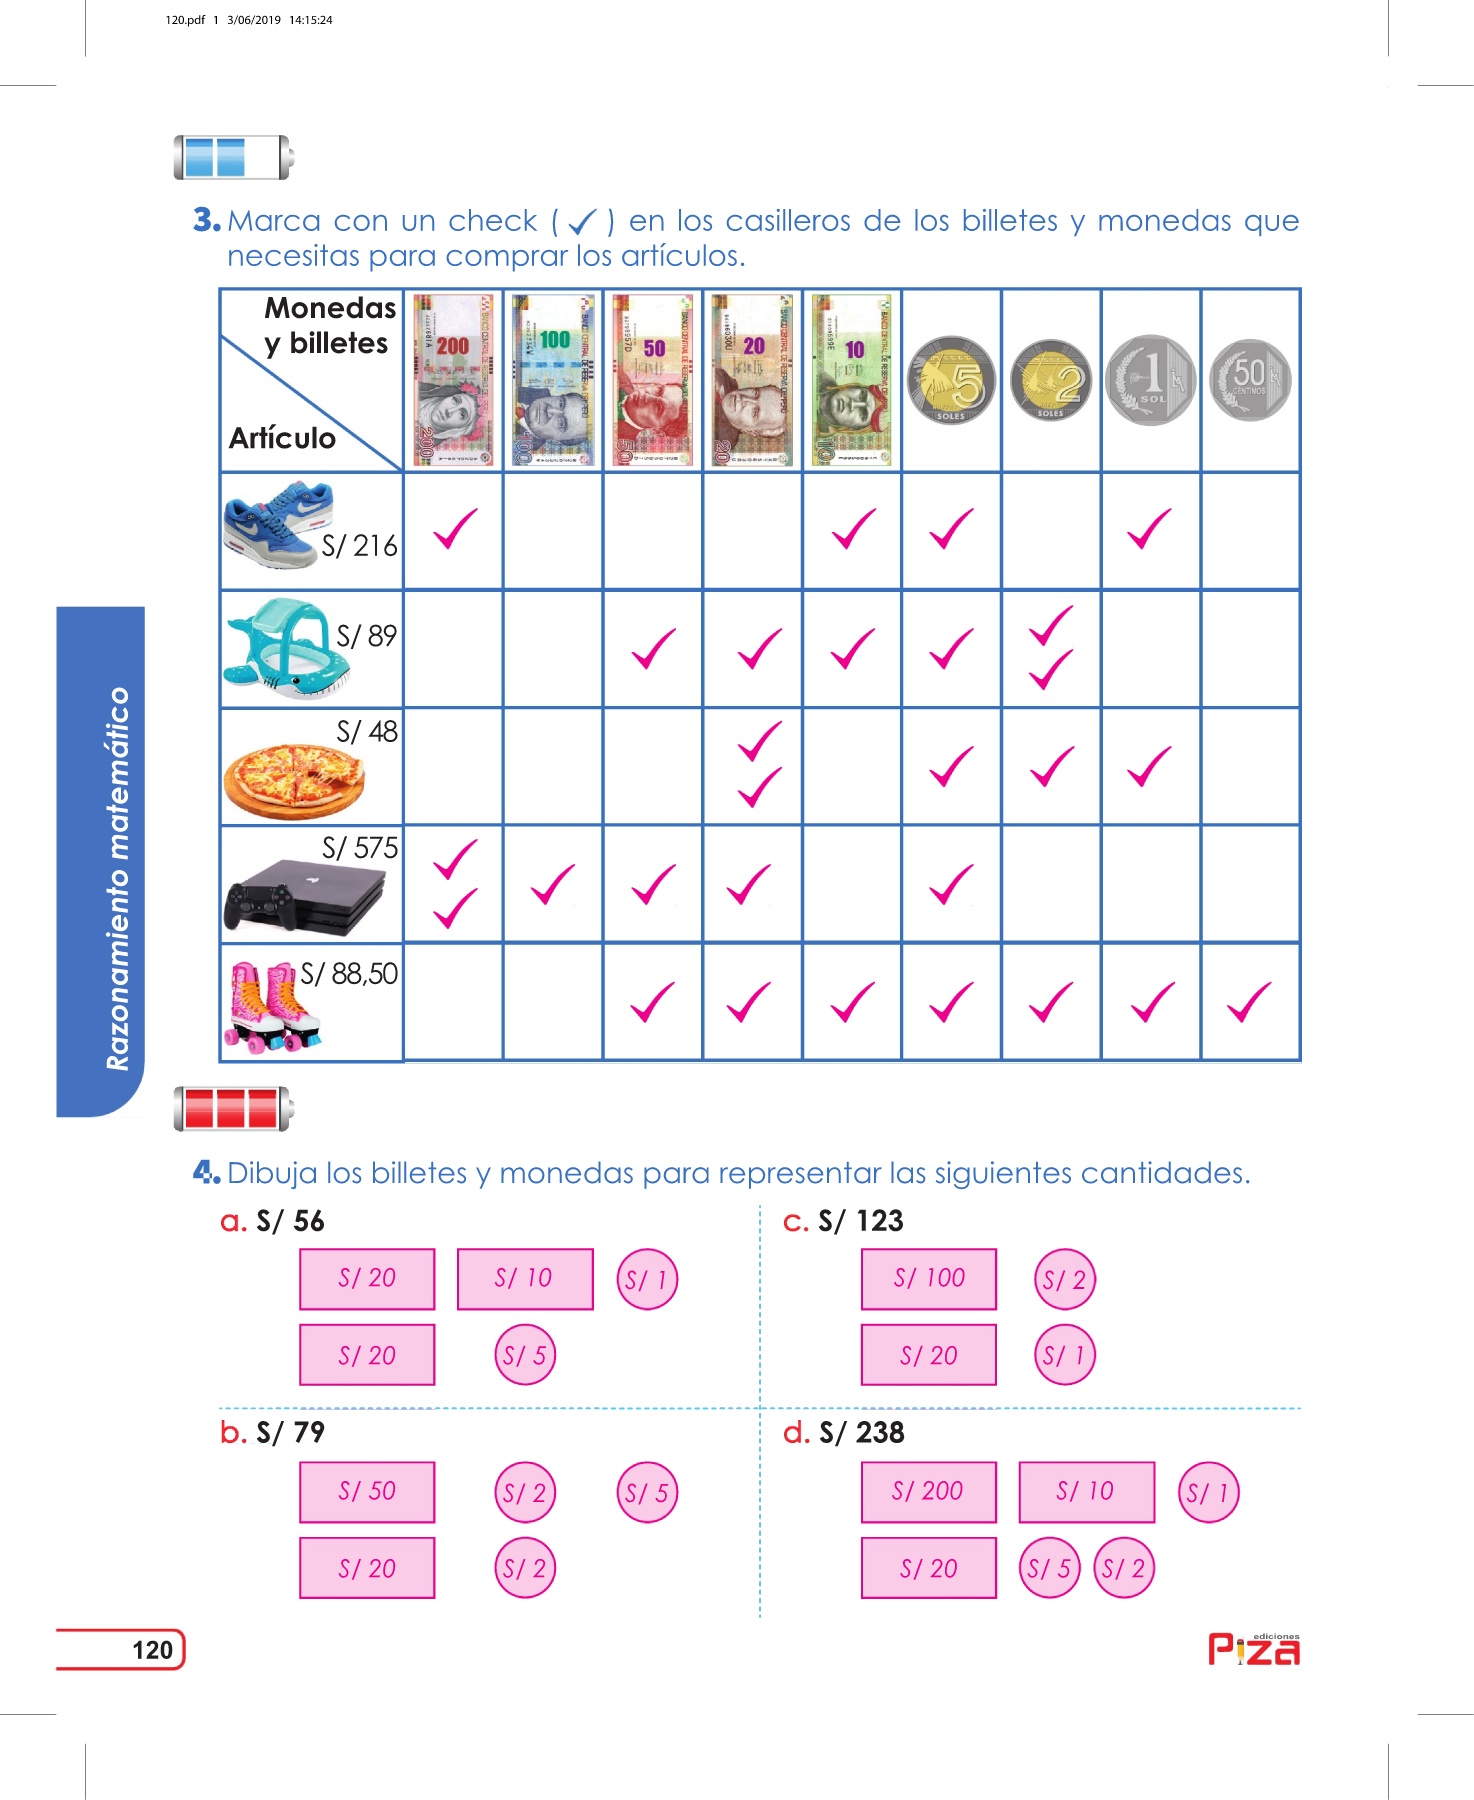 120.pdf 1 3/06/2019 14:15:24
3. Marca con un check ( ✓ ) en los casilleros de los billetes y monedas que
necesitas para comprar los artículos.
Monedas
y billetes
Artículo
200
100
50
20
10
5
SOLES
2
SOLES
1
SOL
50
CENTIMOS
S/ 216
S/ 89
S/ 48
S/ 575
S/ 88,50
Razonamiento matemático
4. Dibuja los billetes y monedas para representar las siguientes cantidades.
a. S/ 56
S/ 20 S/ 10 S/ 1
S/ 20 S/ 5
c. S/ 123
S/ 100 S/ 2
S/ 20 S/ 1
b. S/ 79
S/ 50 S/ 2 S/ 5
S/ 20 S/ 2
d. S/ 238
S/ 200 S/ 10 S/ 1
S/ 20 S/ 5 S/ 2
120
ediciones
Piza